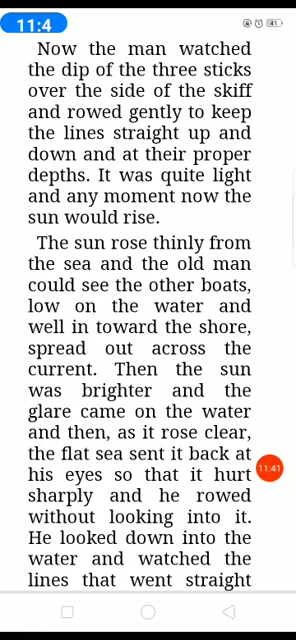 11:4
41
Now the man watched
the dip of the three sticks
over the side of the skiff
and rowed gently to keep
the lines straight up and
down and at their proper
depths. It was quite light
and any moment now the
sun would rise.
The sun rose thinly from
the sea and the old man
could see the other boats,
low on the water and
well in toward the shore,
spread out across the
current. Then the sun
was brighter and the
glare came on the water
and then, as it rose clear,
the flat sea sent it back at
his eyes so that it hurt
11:41
sharply and he rowed
without looking into it.
He looked down into the
water and watched the
lines that went straight